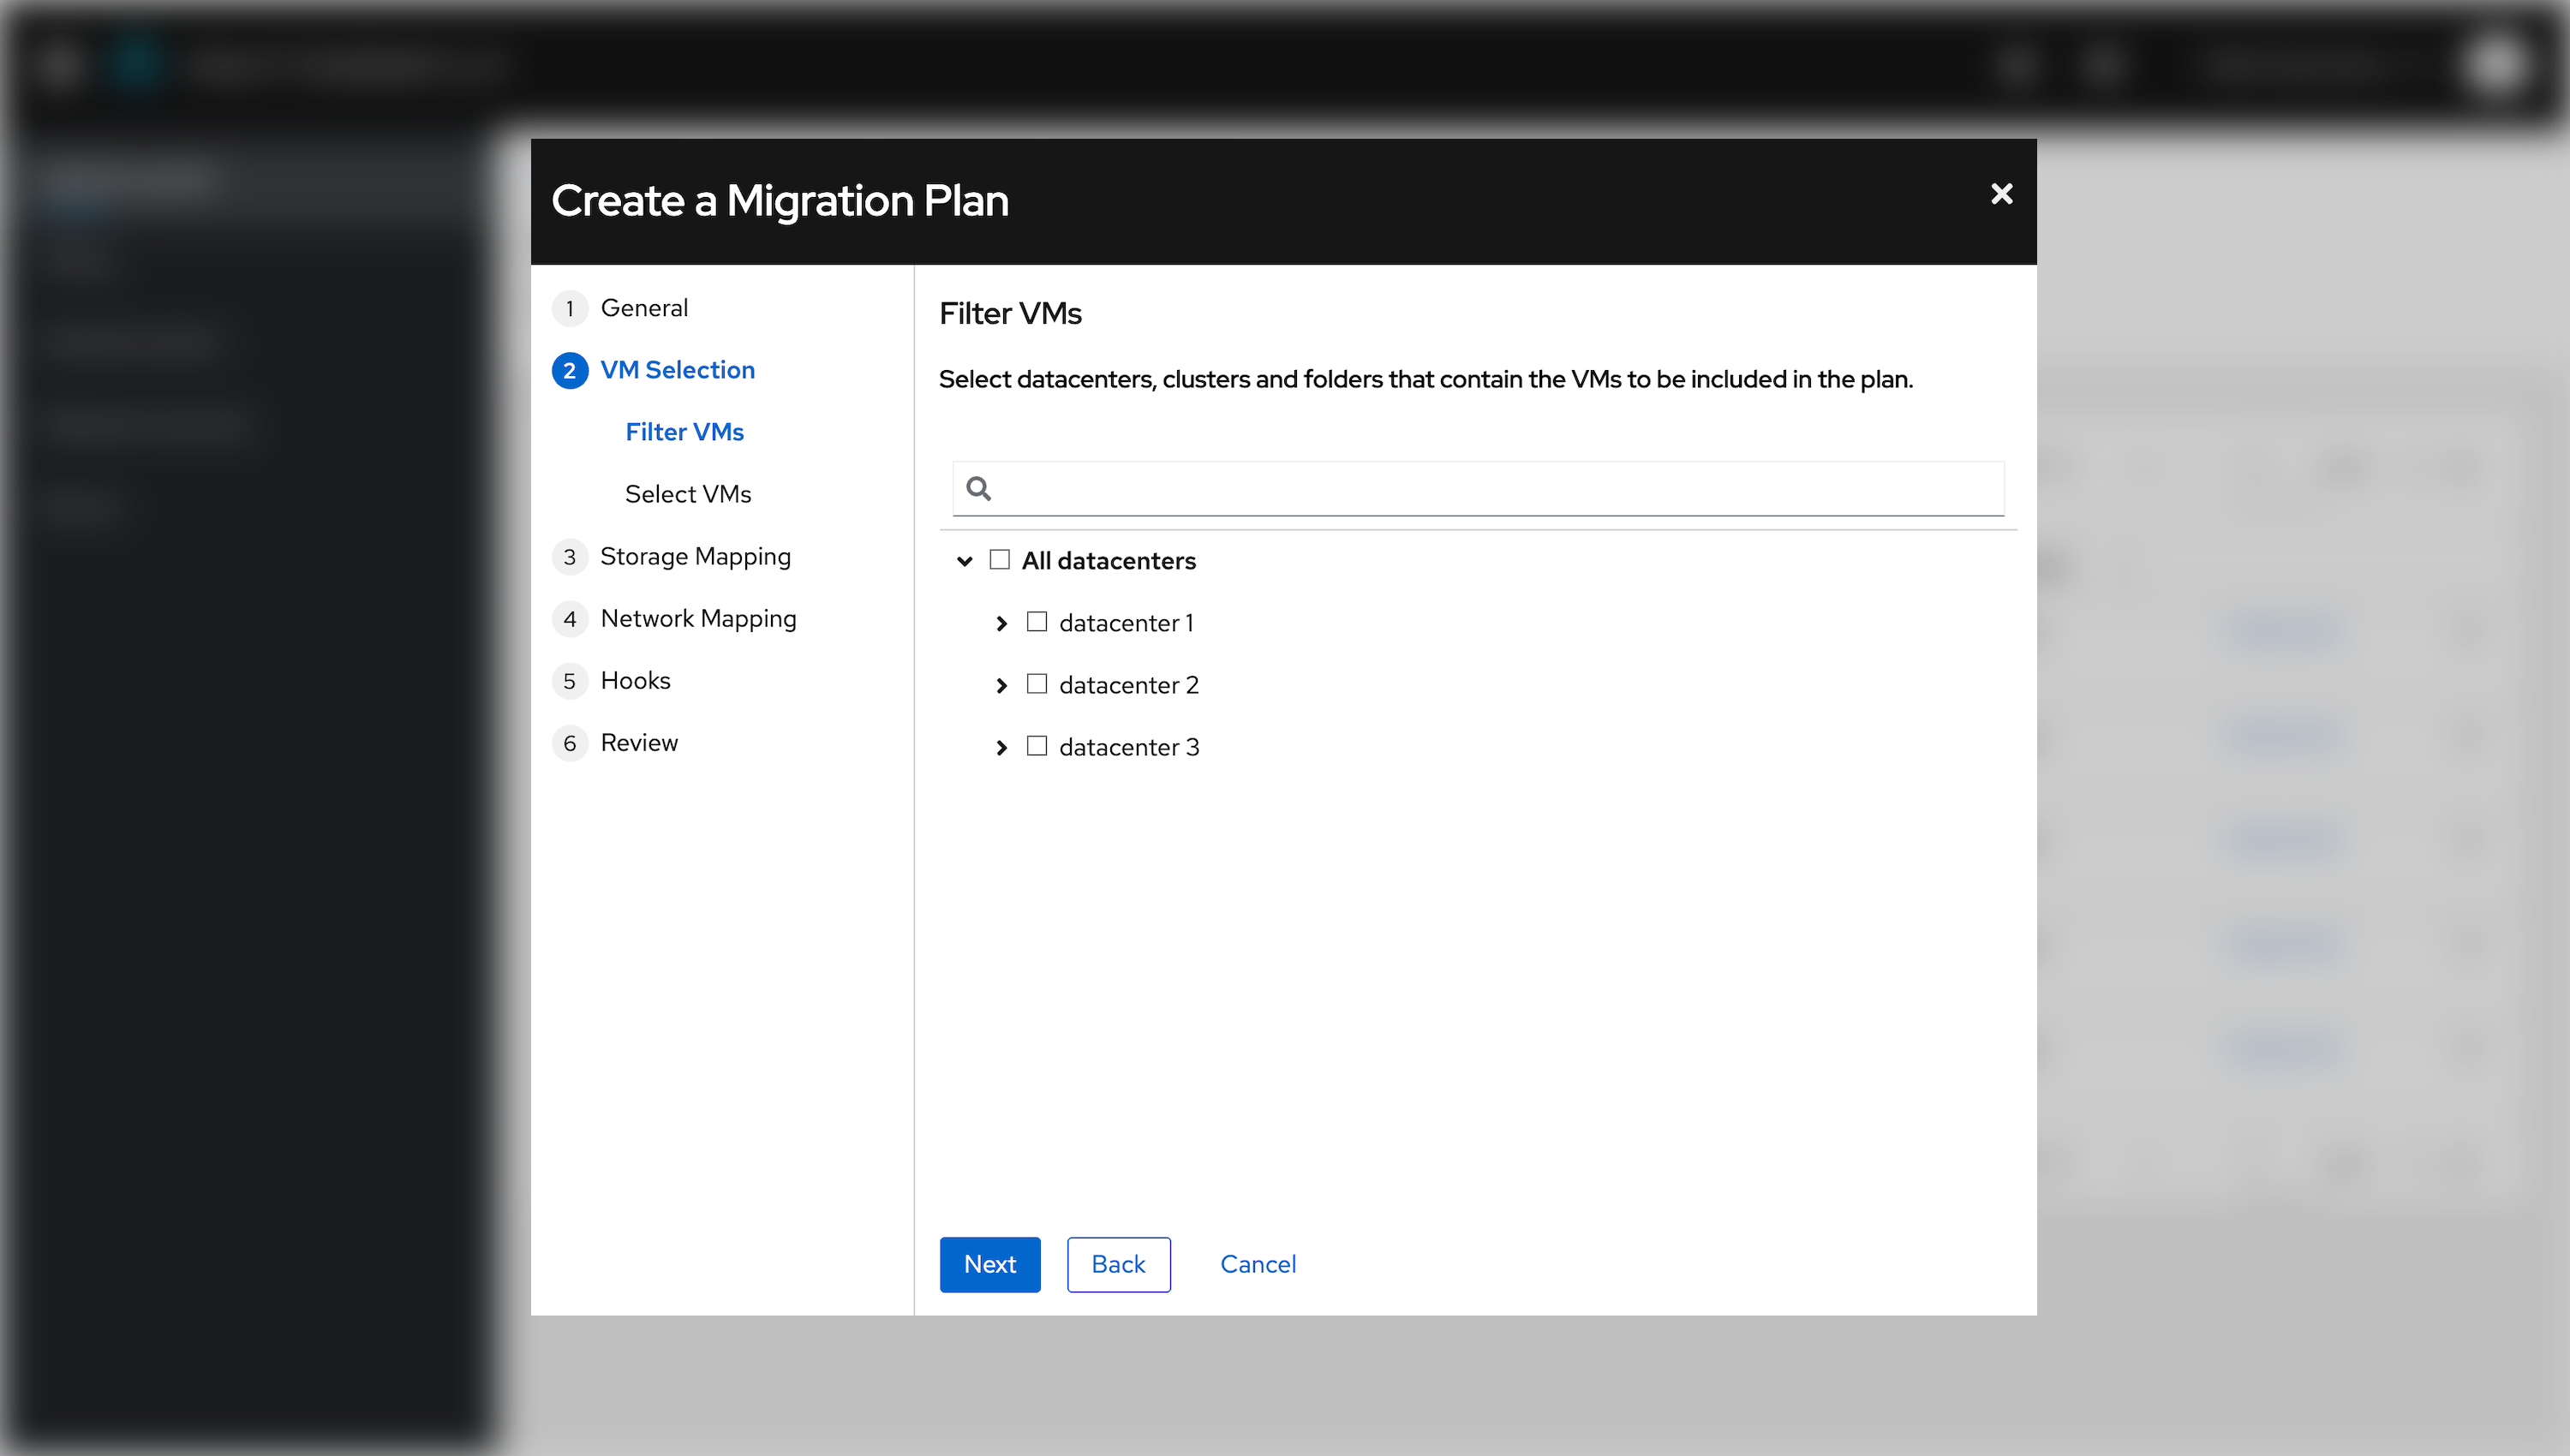 Create a Migration Plan
1 General
2 VM Selection
Filter VMs
Select VMs
3 Storage Mapping
4 Network Mapping
5 Hooks
6 Review
Filter VMs
Select datacenters, clusters and folders that contain the VMs to be included in the plan.
All datacenters
datacenter 1
datacenter 2
datacenter 3
Next Back Cancel